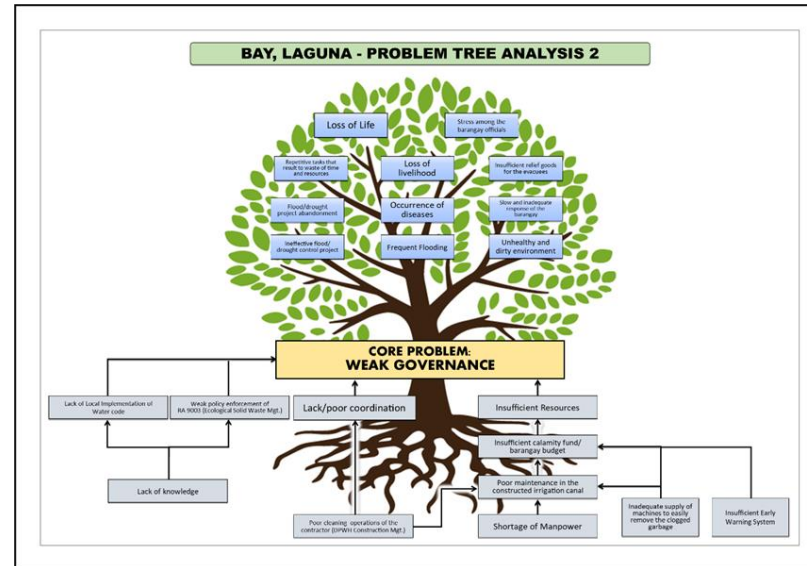 BAY, LAGUNA - PROBLEM TREE ANALYSIS 2
Loss of Life
Stress among the
barangay officials
Repetitive tasks that
result to waste of time
and resources
Loss of
livelihood
Insufficient relief goods
for the evacuees
Flood/drought
project abandonment
Occurrence of
diseases
Slow and inadequate
response of the
barangay
Ineffective flood/
drought control project
Frequent Flooding
Unhealthy and
dirty environment
CORE PROBLEM:
WEAK GOVERNANCE
Lack of Local Implementation of
Water code
Weak policy enforcement of
RA 9003 (Ecological Solid Waste Mgt.)
Lack/poor coordination
Insufficient Resources
Insufficient calamity fund/
barangay budget
Lack of knowledge
Poor maintenance in the
constructed irrigation canal
Poor cleaning operations of the
contractor (DPWH Construction Mgt.)
Shortage of Manpower
Inadequate supply of
machines to easily
remove the clogged
garbage
Insufficient Early
Warning System